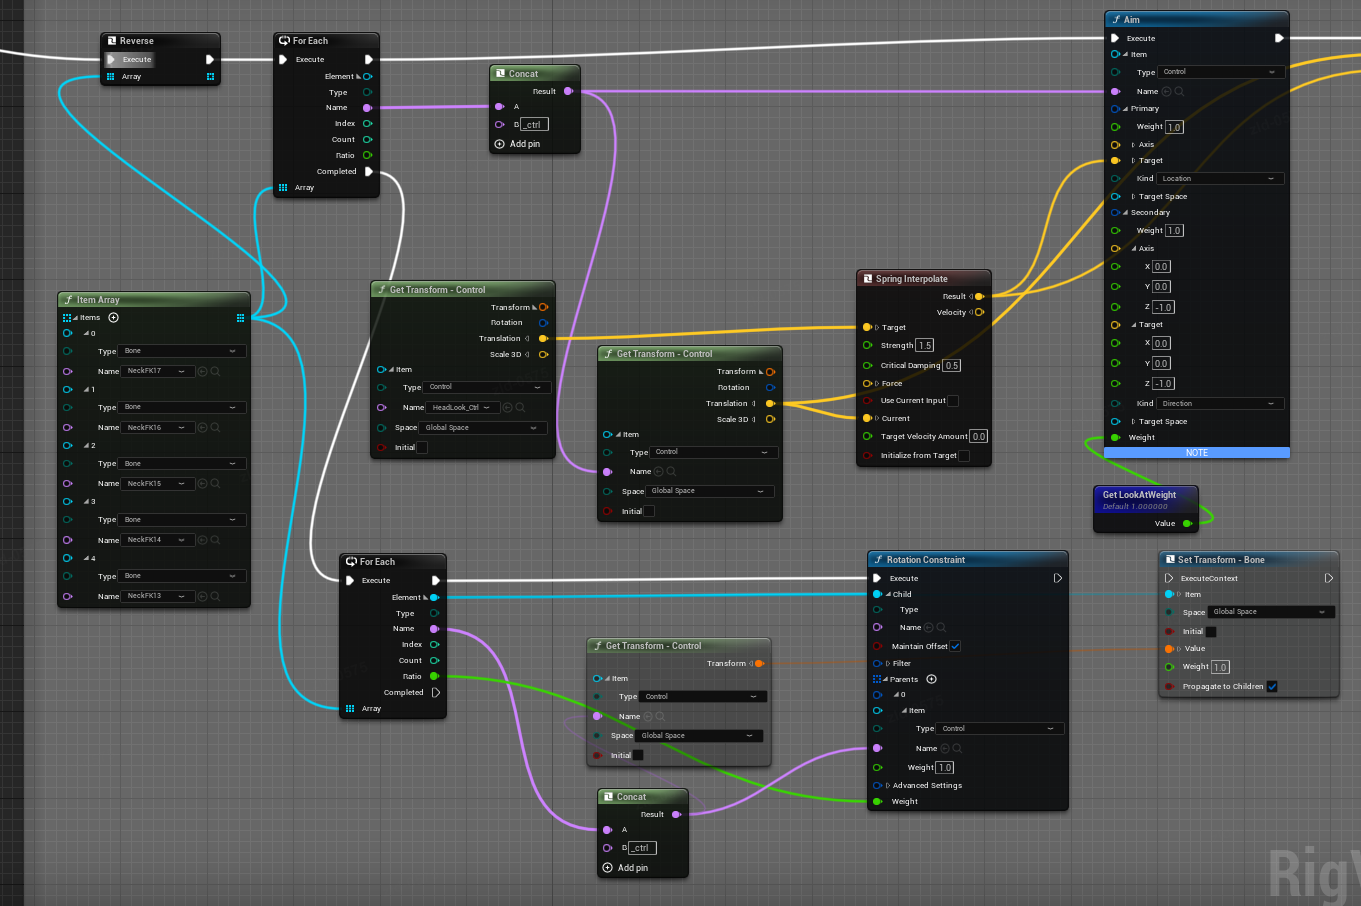 Reverse
Execute
Array
For Each
Execute
Element
Type
Name
Index
Count
Ratio
Completed
Array
Concat
Result
A
B _ctrl
Add pin
Aim
Execute
Item
Type Control
Name
Primary
Weight 1.0
Axis
Target
Kind Location
Target Space
Secondary
Weight 1.0
Axis
X 0.0
Y 0.0
Z -1.0
Target
X 0.0
Y 0.0
Z -1.0
Kind Direction
Target Space
Weight
NOTE
Item Array
Items
0
Type Bone
Name NeckFK17
1
Type Bone
Name NeckFK16
2
Type Bone
Name NeckFK15
3
Type Bone
Name NeckFK14
4
Type Bone
Name NeckFK13
Get Transform - Control
Transform
Rotation
Translation
Scale 3D
Item
Type Control
Name HeadLook_Ctrl
Space Global Space
Initial
Get Transform - Control
Transform
Rotation
Translation
Scale 3D
Item
Type Control
Name
Space Global Space
Initial
Spring Interpolate
Result
Velocity
Target
Strength 1.5
Critical Damping 0.5
Force
Use Current Input
Current
Target Velocity Amount 0.0
Initialize from Target
Get LookAtWeight
Default 1.000000
Value
For Each
Execute
Element
Type
Name
Index
Count
Ratio
Completed
Array
Get Transform - Control
Transform
Item
Type Control
Name
Space Global Space
Initial
Concat
Result
A
B _ctrl
Add pin
Rotation Constraint
Execute
Child
Type
Name
Maintain Offset
Filter
Parents
0
Item
Type Control
Name
Weight 1.0
Advanced Settings
Weight
Set Transform - Bone
ExecuteContext
Item
Space Global Space
Initial
Value
Weight 1.0
Propagate to Children